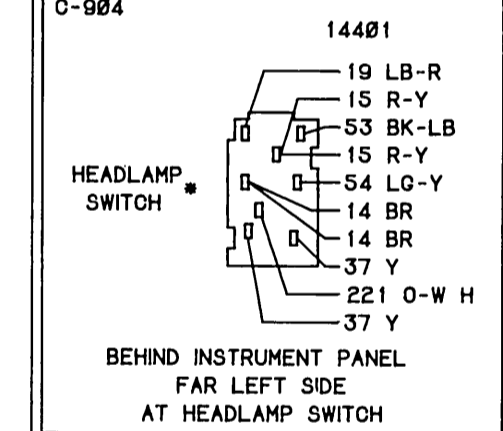 C-904
14401
19 LB-R
15 R-Y
53 BK-LB
15 R-Y
HEADLAMP
SWITCH *
54 LG-Y
14 BR
14 BR
37 Y
221 O-W H
37 Y
BEHIND INSTRUMENT PANEL
FAR LEFT SIDE
AT HEADLAMP SWITCH